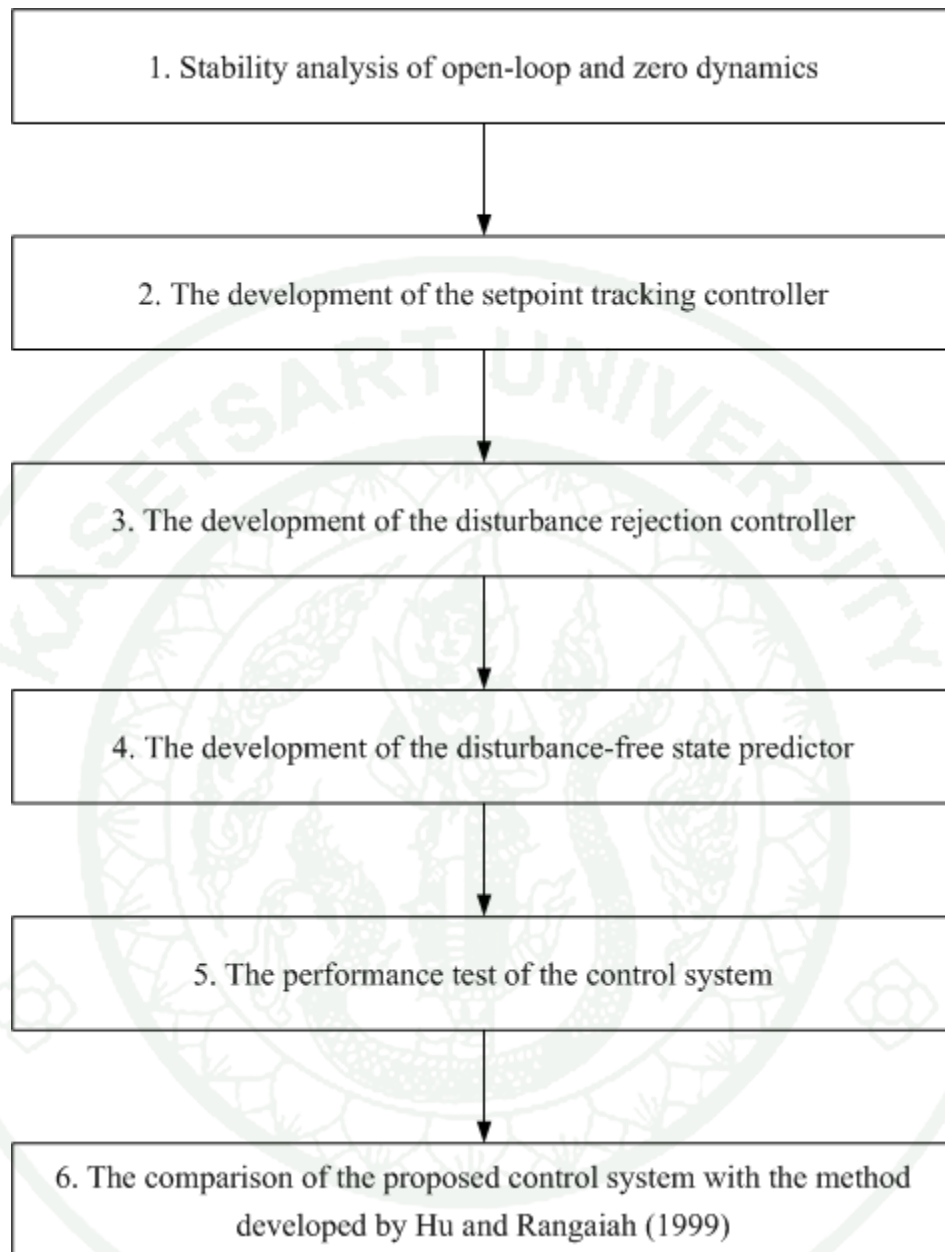 1. Stability analysis of open-loop and zero dynamics
2. The development of the setpoint tracking controller
KASETSART UNIVERSITY
3. The development of the disturbance rejection controller
4. The development of the disturbance-free state predictor
5. The performance test of the control system
6. The comparison of the proposed control system with the method
developed by Hu and Rangaiah (1999)